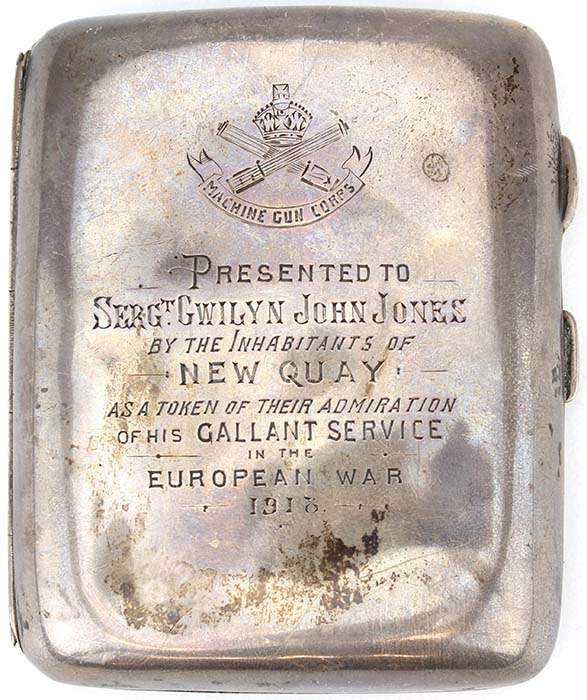 MACHINE GUN CORPS
PRESENTED TO
SERGT. GWILYN JOHN JONES
BY THE INHABITANTS OF
NEW QUAY
AS A TOKEN OF THEIR ADMIRATION
OF HIS GALLANT SERVICE
IN THE
EUROPEAN WAR
1918.